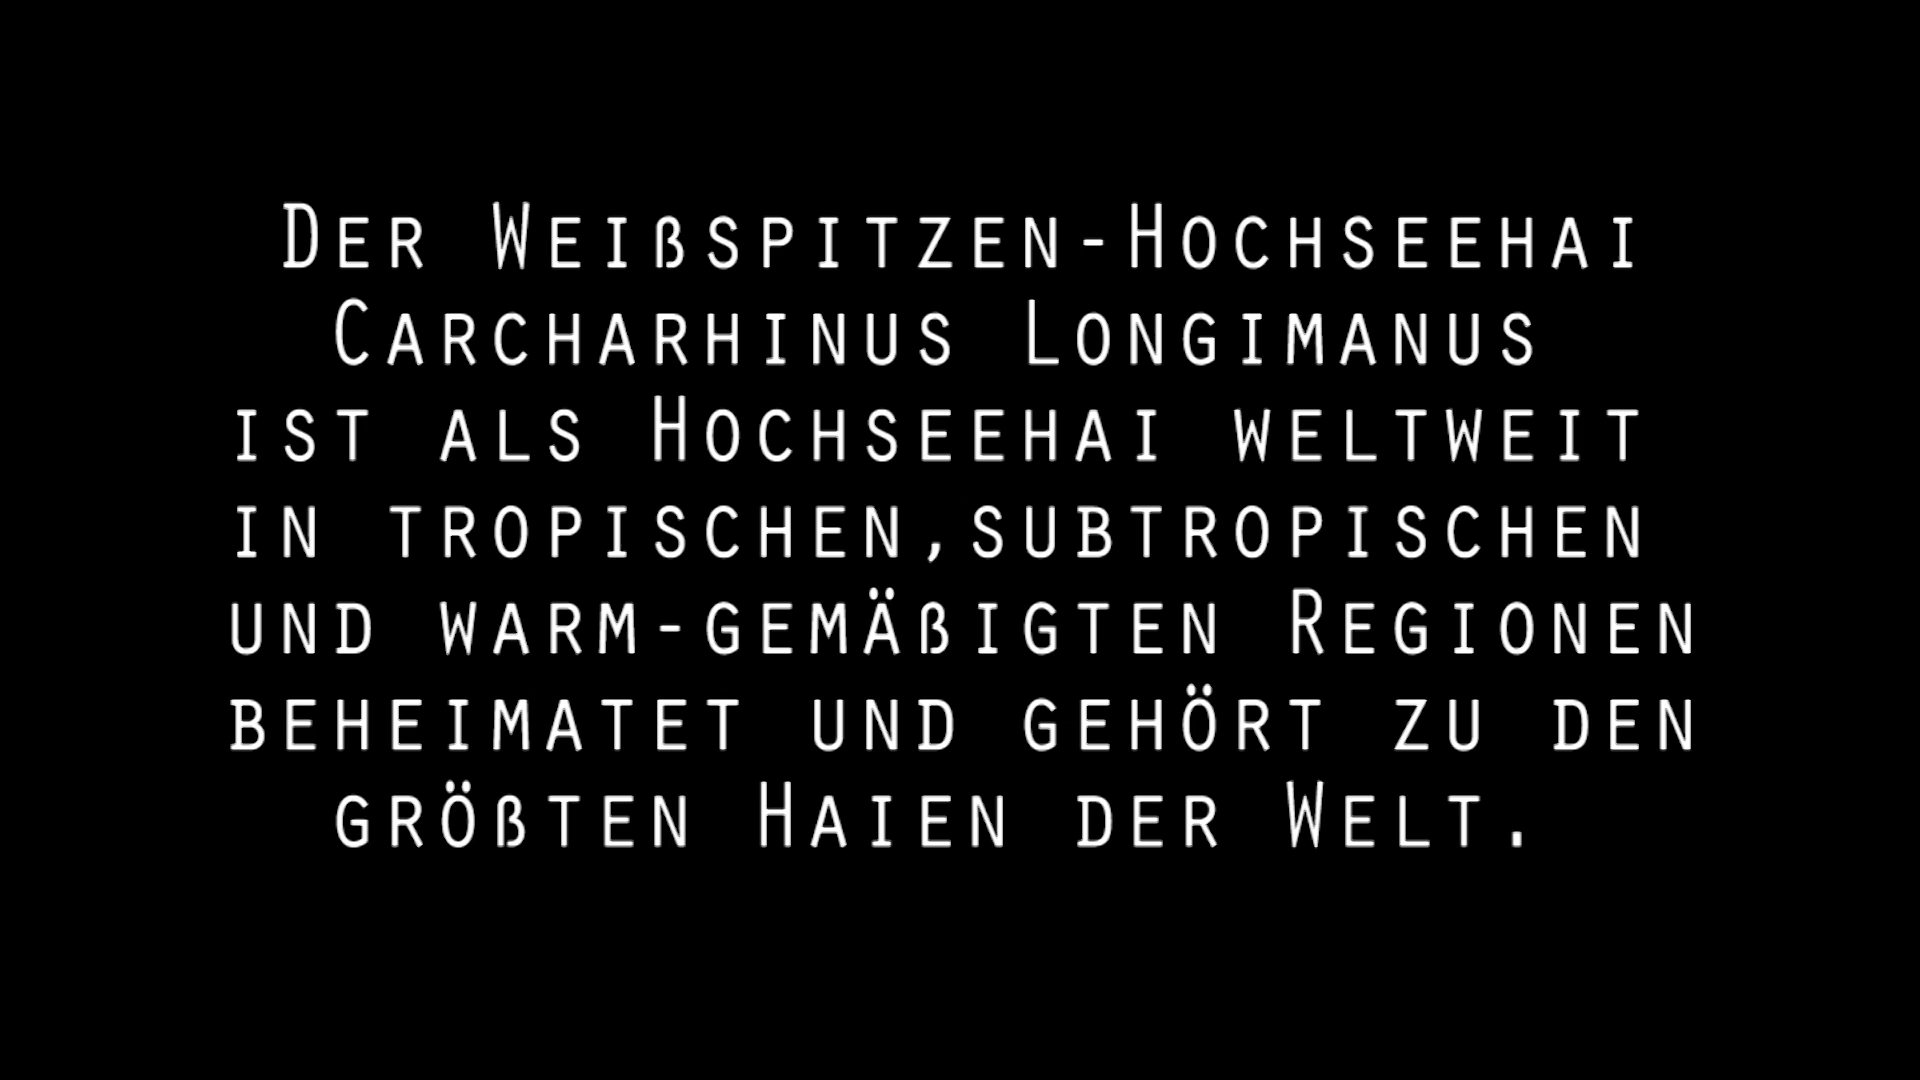 Der Weißspitzen-Hochseehai
Carcharhinus Longimanus
ist als Hochseehai weltweit
in tropischen,subtropischen
und warm-gemäßigten Regionen
beheimatet und gehört zu den
größten Haien der Welt.